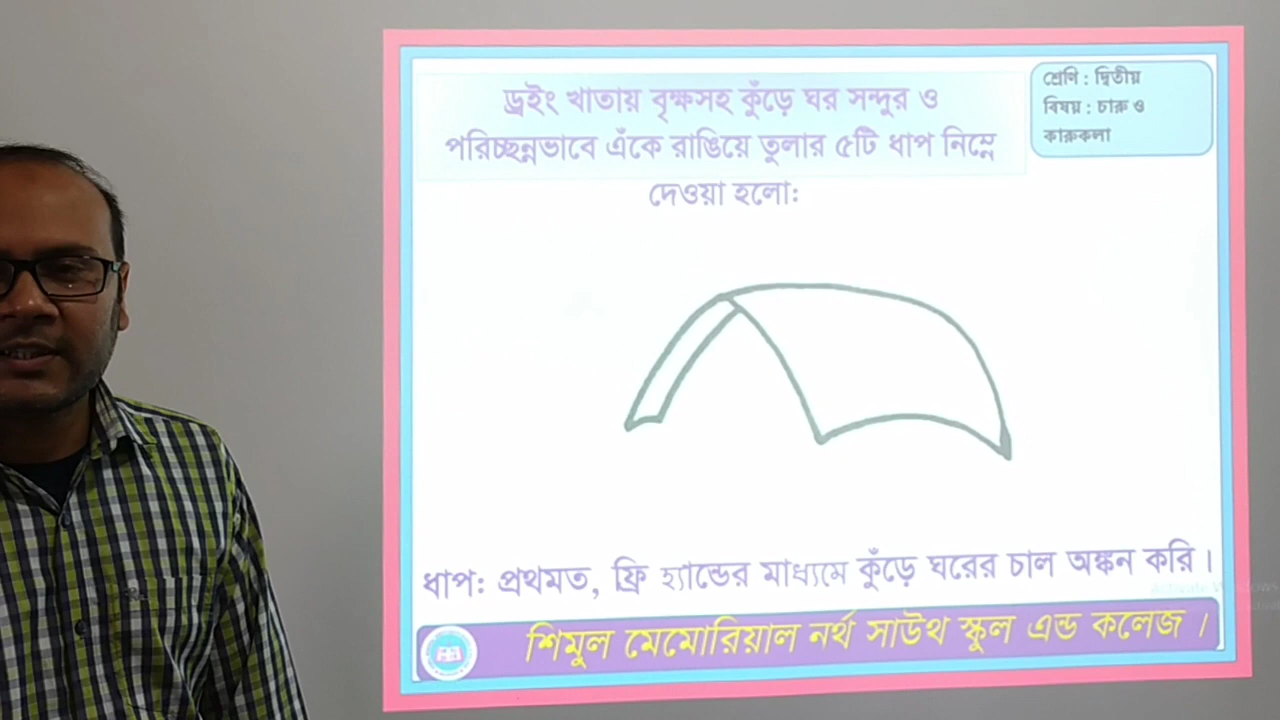 ড্রইং খাতায় বৃক্ষসহ কুঁড়ে ঘর সন্দুর ও
পরিচ্ছন্নভাবে এঁকে রাঙিয়ে তুলার ৫টি ধাপ নিম্নে
দেওয়া হলো:
শ্রেণি : দ্বিতীয়
বিষয় : চারু ও
কারুকলা
ধাপ: প্রথমত, ফ্রি হ্যান্ডের মাধ্যমে কুঁড়ে ঘরের চাল অঙ্কন করি।
শিমুল মেমোরিয়াল নর্থ সাউথ স্কুল এন্ড কলেজ ।